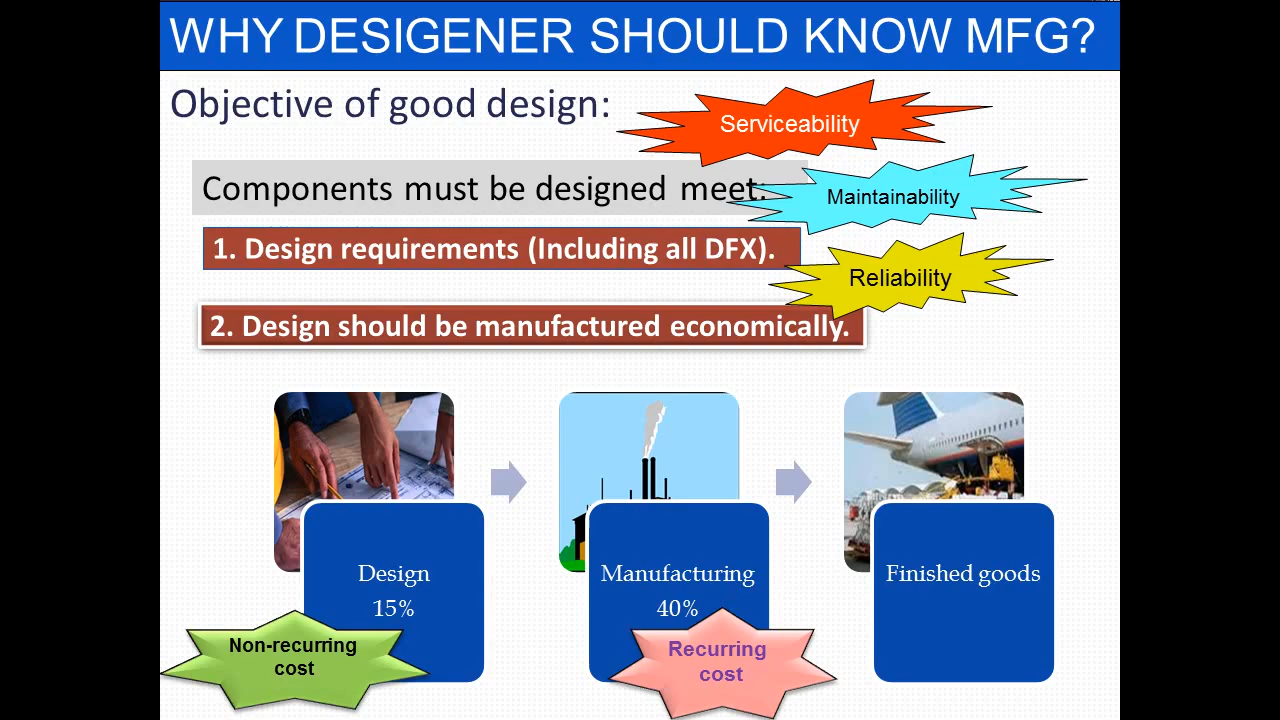 WHY DESIGENER SHOULD KNOW MFG?
Objective of good design:
Serviceability
Components must be designed meet:
Maintainability
1. Design requirements (Including all DFX).
Reliability
2. Design should be manufactured economically.
Design
15%
Non-recurring
cost
Manufacturing
40%
Recurring
cost
Finished goods